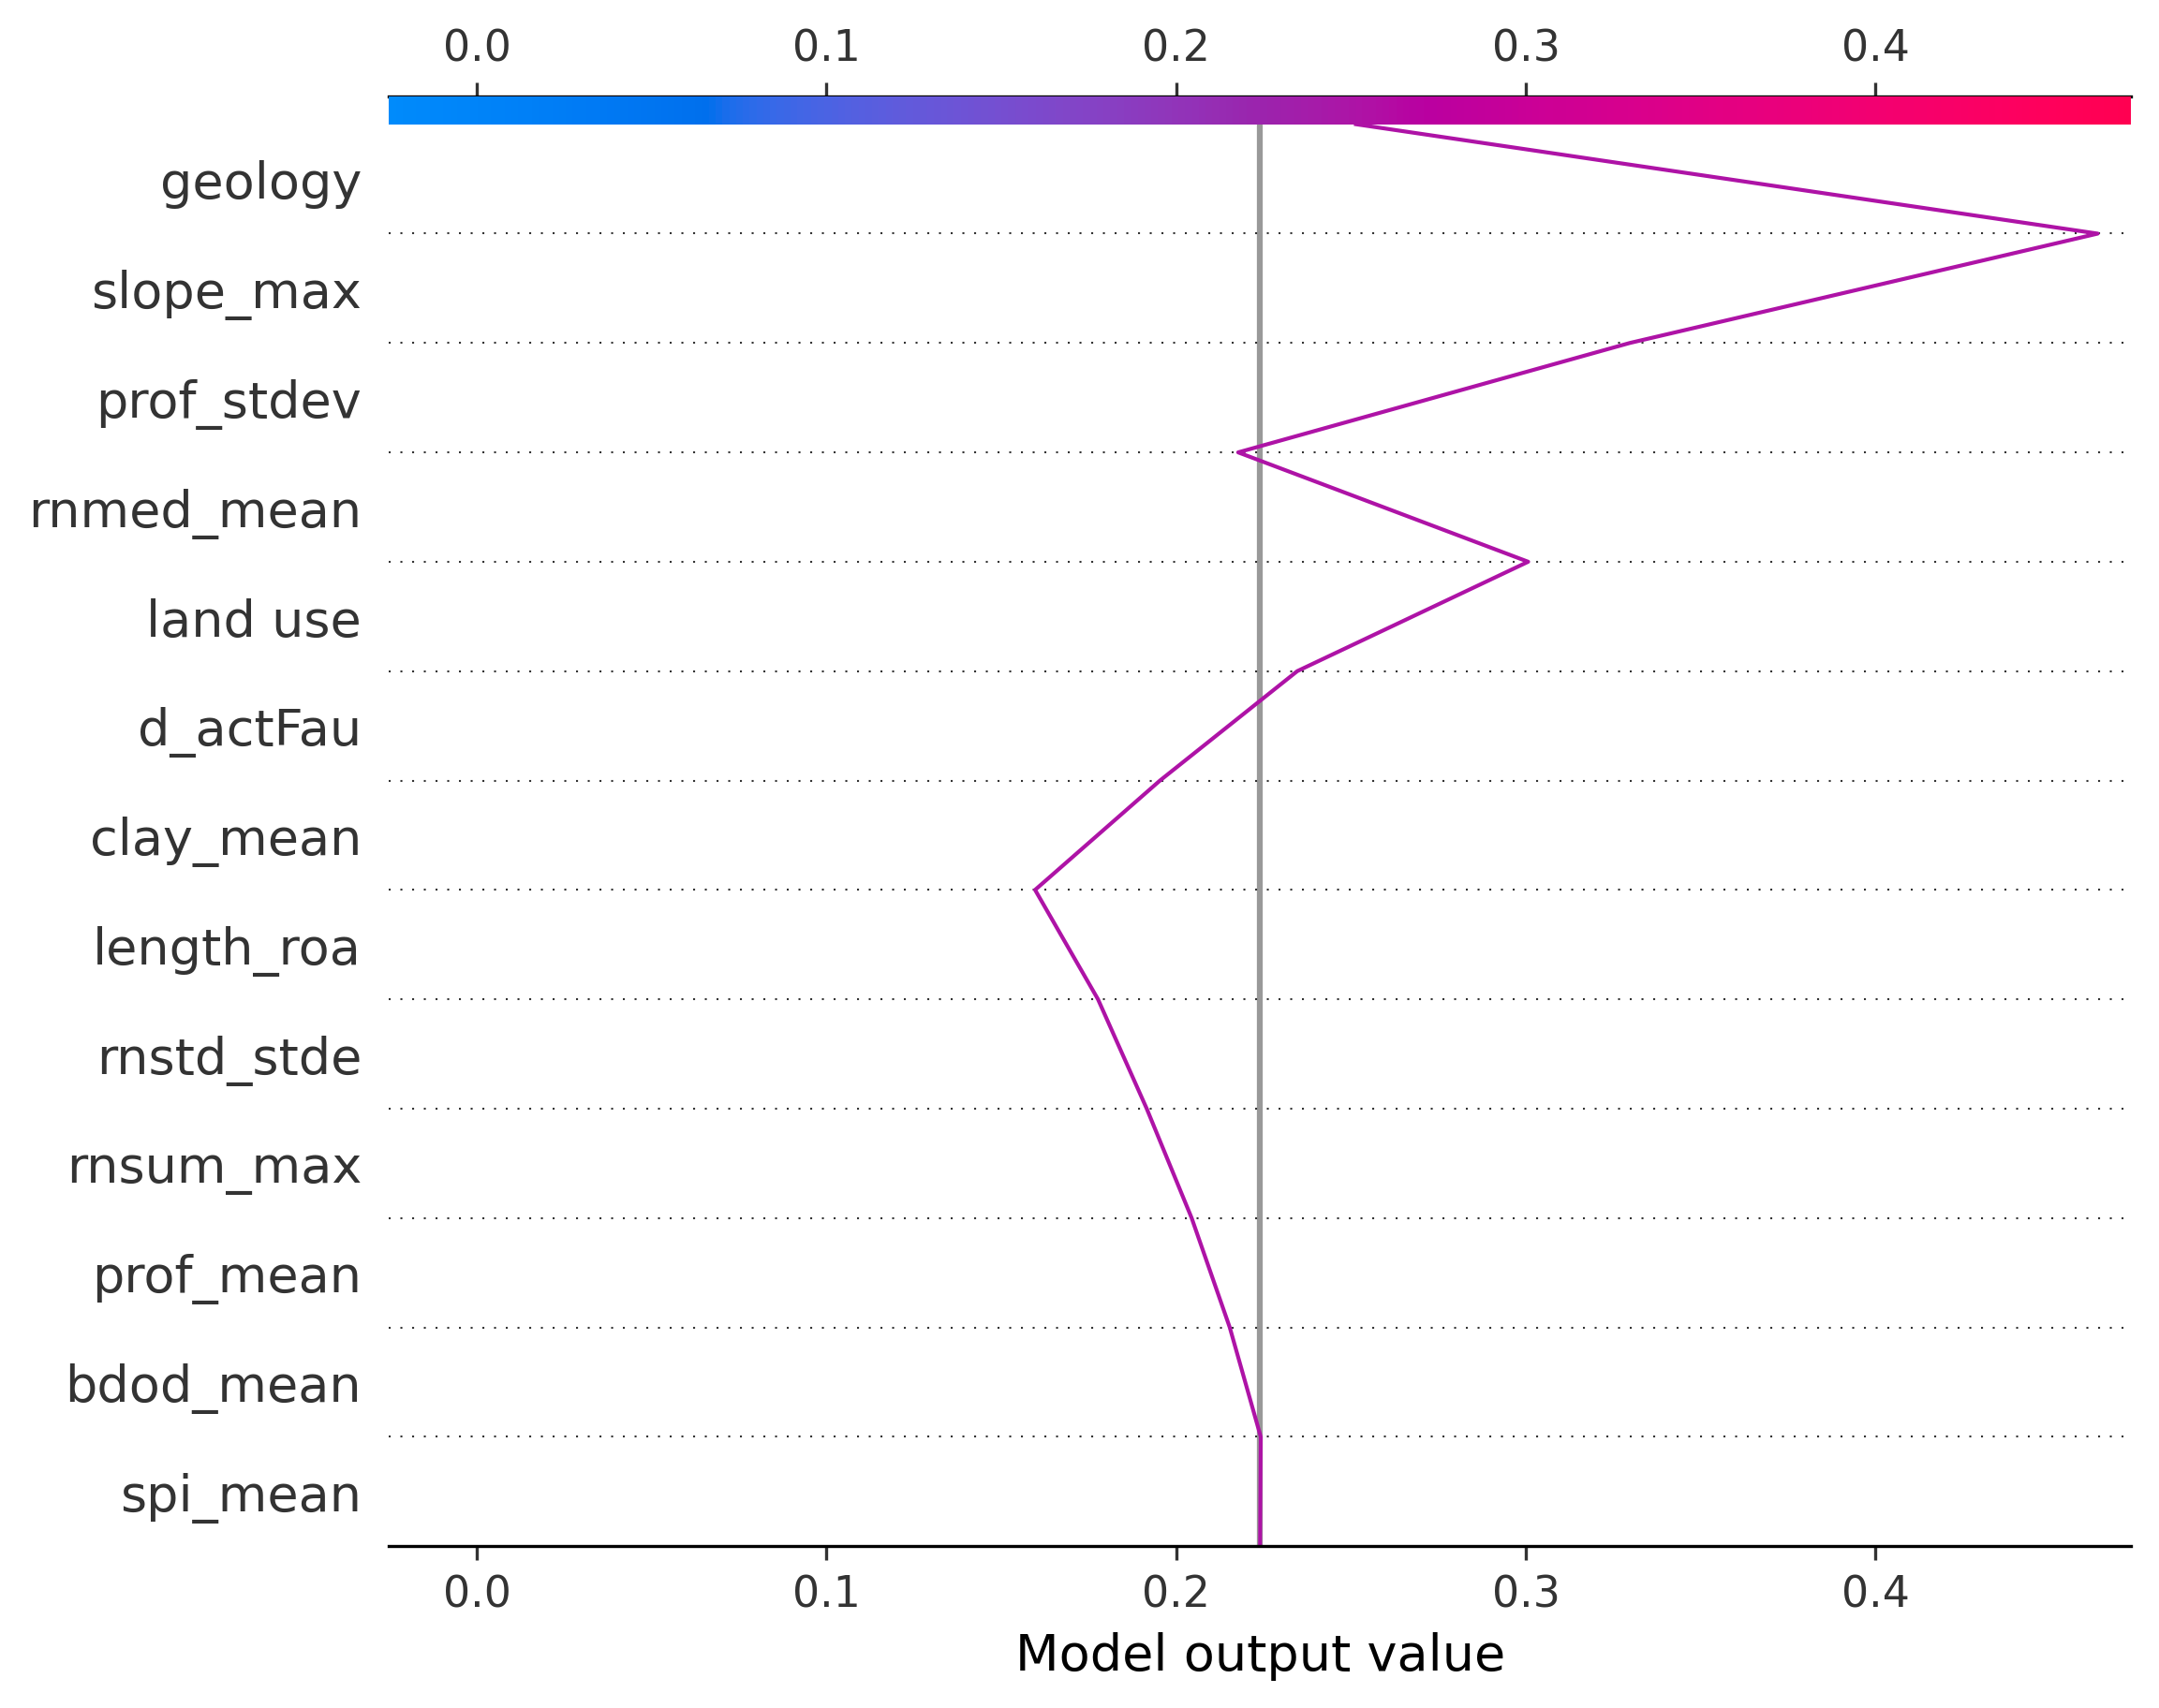 0.0 0.1 0.2 0.3 0.4
geology
slope_max
prof_stdev
rnmed_mean
land use
d_actFau
clay_mean
length_roa
rnstd_stde
rnsum_max
prof_mean
bdod_mean
spi_mean
0.0 0.1 0.2 0.3 0.4
Model output value